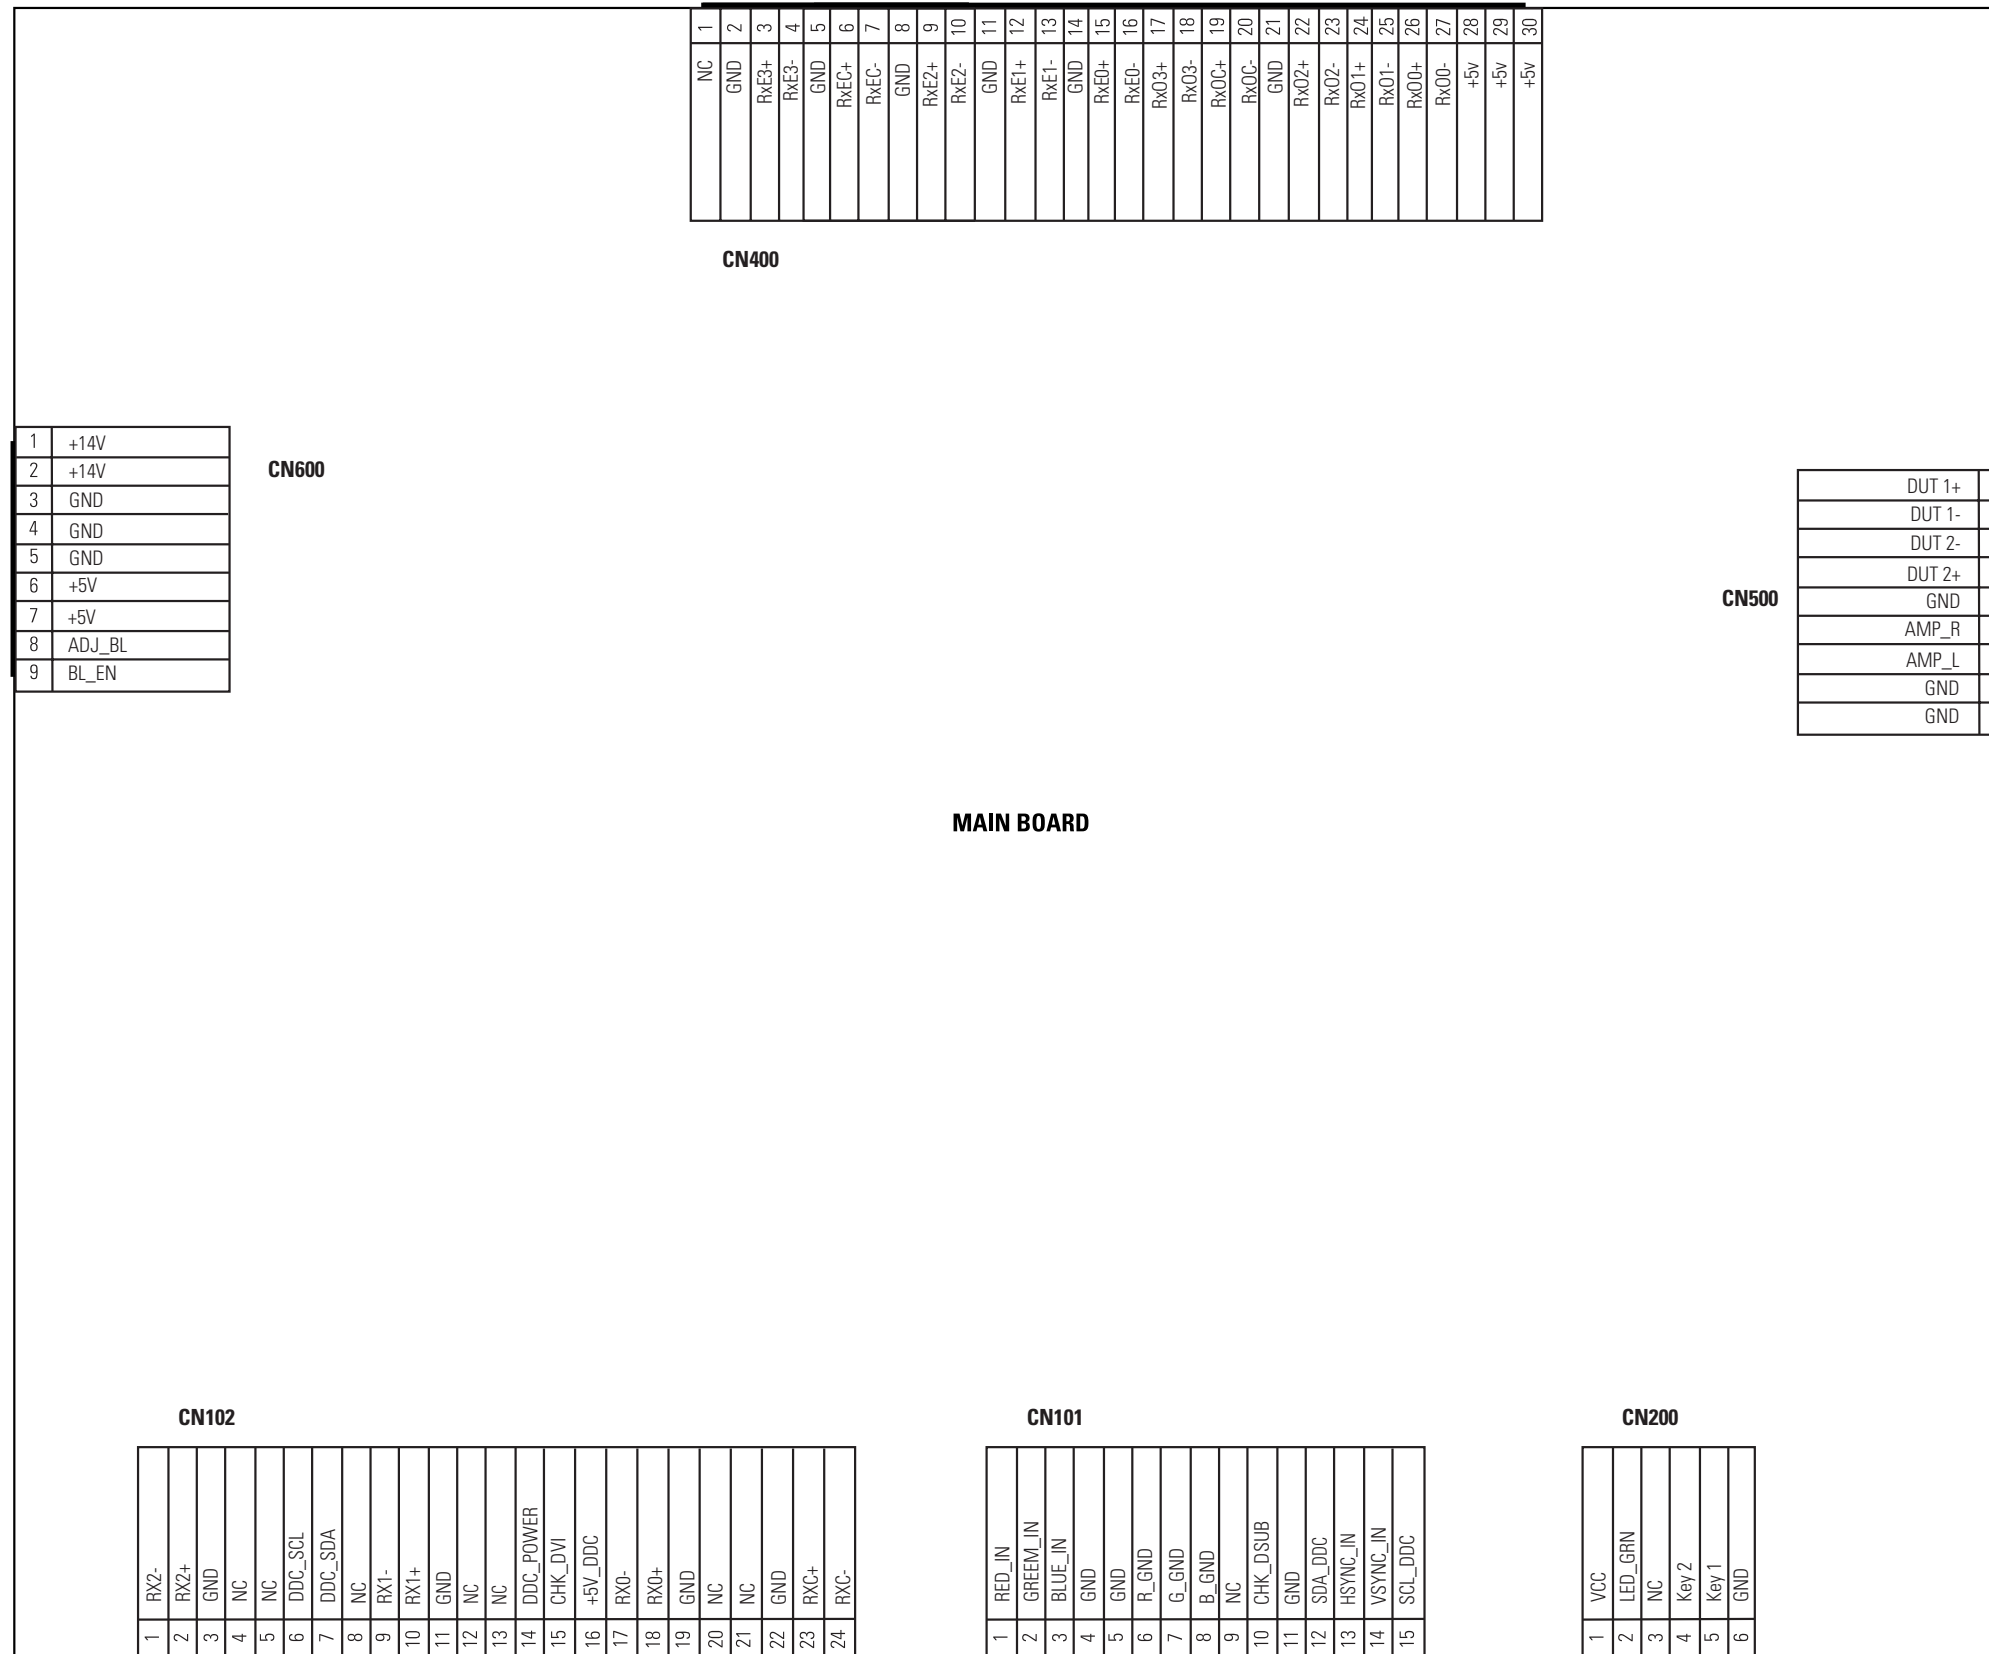 1 NC
2 GND
3 RxE3+
4 RxE3-
5 GND
6 RxEC+
7 RxEC-
8 GND
9 RxE2+
10 RxE2-
11 GND
12 RxE1+
13 RxE1-
14 GND
15 RxE0+
16 RxE0-
17 RxO3+
18 RxO3-
19 RxOC+
20 RxOC-
21 GND
22 RxO2+
23 RxO2-
24 RxO1+
25 RxO1-
26 RxO0+
27 RxO0-
28 +5v
29 +5v
30 +5v
CN400
1 +14V
2 +14V
3 GND
4 GND
5 GND
6 +5V
7 +5V
8 ADJ_BL
9 BL_EN
CN600
CN500
DUT 1+
DUT 1-
DUT 2-
DUT 2+
GND
AMP_R
AMP_L
GND
GND
MAIN BOARD
CN102
1 RX2-
2 RX2+
3 GND
4 NC
5 NC
6 DDC_SCL
7 DDC_SDA
8 NC
9 RX1-
10 RX1+
11 GND
12 NC
13 NC
14 DDC_POWER
15 CHK_DVI
16 +5V_DDC
17 RX0-
18 RX0+
19 GND
20 NC
21 NC
22 GND
23 RXC+
24 RXC-
CN101
1 RED_IN
2 GREEM_IN
3 BLUE_IN
4 GND
5 GND
6 R_GND
7 G_GND
8 B_GND
9 NC
10 CHK_DSUB
11 GND
12 SDA_DDC
13 HSYNC_IN
14 VSYNC_IN
15 SCL_DDC
CN200
1 VCC
2 LED_GRN
3 NC
4 Key 2
5 Key 1
6 GND